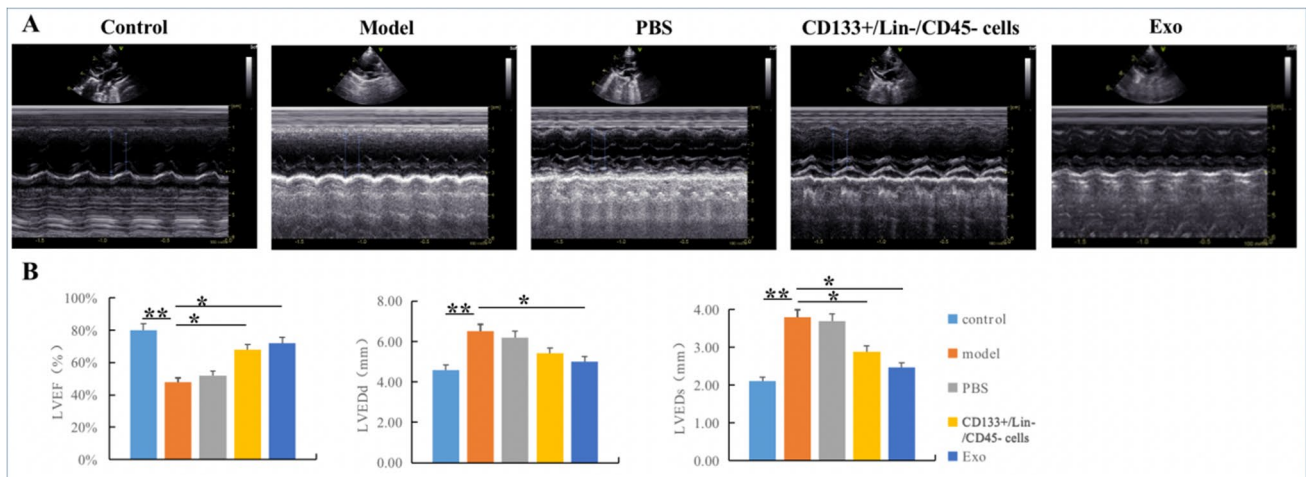 A
Control
Model
PBS
CD133+/Lin-/CD45- cells
Exo
B
100%
80%
60%
40%
20%
0%
LVEF（%）
**
*
*
8.00
6.00
4.00
2.00
0.00
LVEDd（mm）
**
*
4.00
3.00
2.00
1.00
0.00
LVEDs（mm）
**
*
*
control
model
PBS
CD133+/Lin-
/CD45- cells
Exo